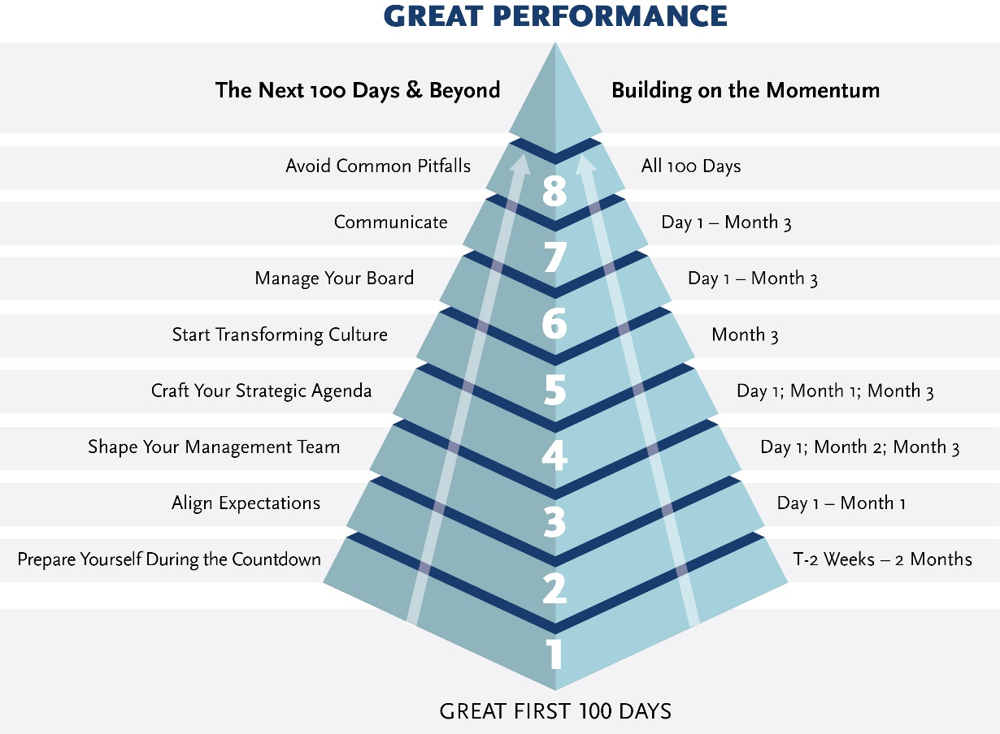 GREAT PERFORMANCE
The Next 100 Days & Beyond
Building on the Momentum
Avoid Common Pitfalls
8
All 100 Days
Communicate
7
Day 1 – Month 3
Manage Your Board
6
Day 1 – Month 3
Start Transforming Culture
5
Month 3
Craft Your Strategic Agenda
4
Day 1; Month 1; Month 3
Shape Your Management Team
3
Day 1; Month 2; Month 3
Align Expectations
2
Day 1 – Month 1
Prepare Yourself During the Countdown
1
T-2 Weeks – 2 Months
GREAT FIRST 100 DAYS